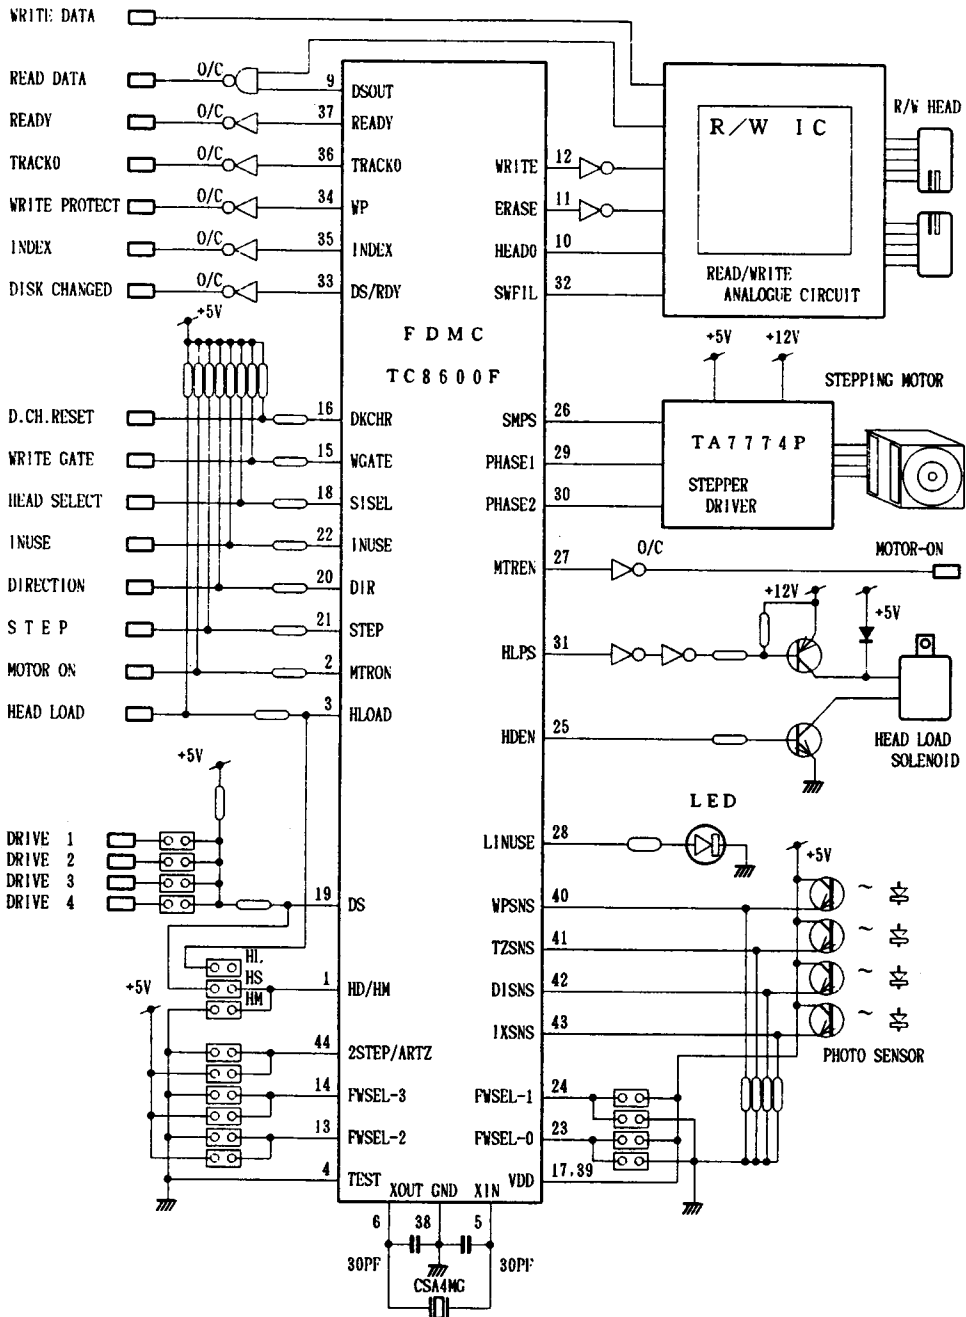 WRITE DATA
READ DATA
O/C
9
DSOUT
READY
O/C
37
READY
TRACKO
O/C
36
TRACKO
WRITE PROTECT
O/C
34
WP
INDEX
O/C
35
INDEX
DISK CHANGED
O/C
33
DS/RDY
+5V
FDMC
TC8600F
D.CH.RESET
16
DKCHR
WRITE GATE
15
WGATE
HEAD SELECT
18
S1SEL
INUSE
22
INUSE
DIRECTION
20
DIR
STEP
21
STEP
MOTOR ON
2
MTRON
HEAD LOAD
3
HLOAD
+5V
DRIVE 1
DRIVE 2
DRIVE 3
DRIVE 4
19
DS
HL
HS
HM
+5V
1
HD/HM
44
2STEP/ARTZ
14
FWSEL-3
13
FWSEL-2
4
TEST
XOUT GND XIN
6
38
5
30PF
30PF
CSA4MG
WRITE
12
ERASE
11
HEADO
10
SWFIL
32
R/W IC
READ/WRITE
ANALOGUE CIRCUIT
R/W HEAD
+5V
+12V
STEPPING MOTOR
SMPS
26
PHASE1
29
PHASE2
30
TA7774P
STEPPER
DRIVER
MTREN
27
O/C
MOTOR-ON
+12V
+5V
HLPS
31
HDEN
25
HEAD LOAD
SOLENOID
LED
LINUSE
28
+5V
WPSNS
40
~
TZSNS
41
~
DISNS
42
~
IXSNS
43
~
PHOTO SENSOR
FWSEL-1
24
FWSEL-0
23
VDD
17,39